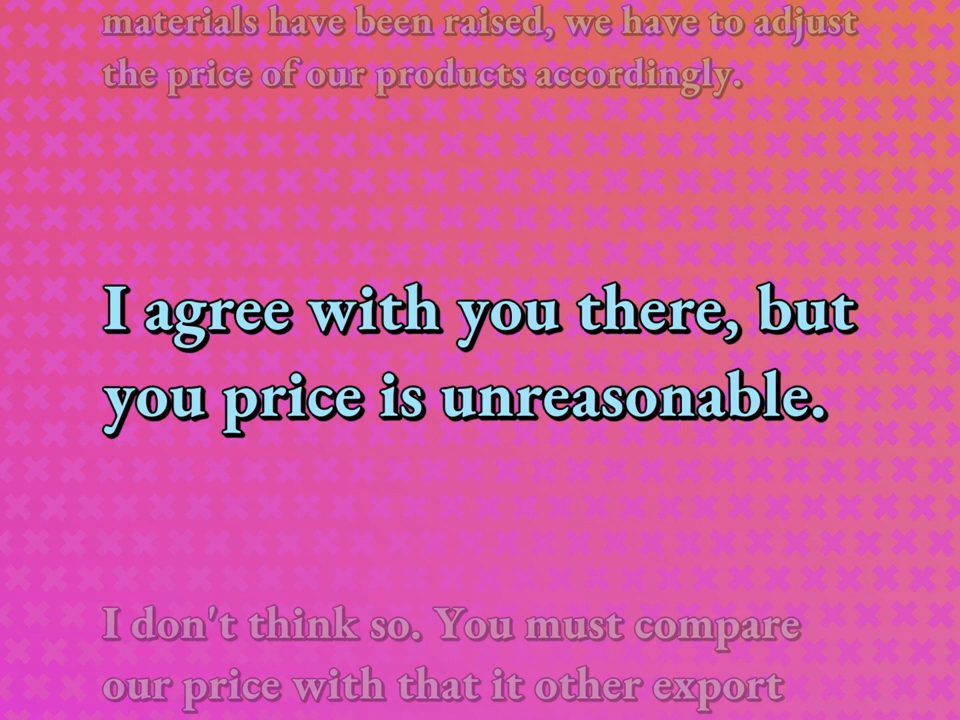 materials have been raised, we have to adjust
the price of our products accordingly.
I agree with you there, but
you price is unreasonable.
I don't think so. You must compare
our price with that it other export